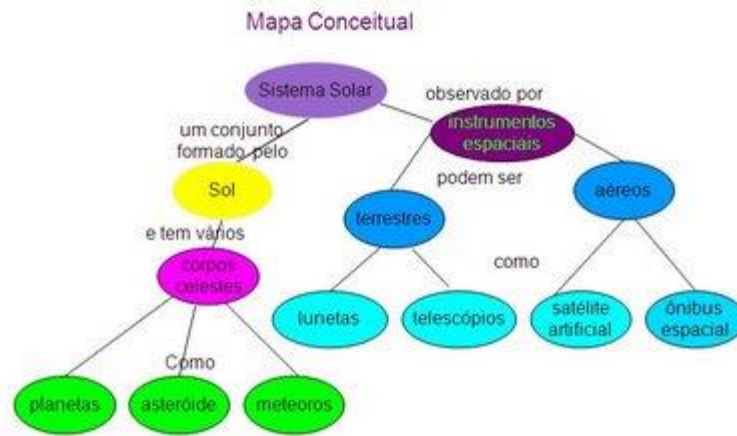 Mapa Conceitual
Sistema Solar
observado por
instrumentos
espaciais
um conjunto
formado pelo
Sol
podem ser
terrestres
aéreos
e tem vários
corpos
celestes
como
lunetas
telescópios
satélite
artificial
ônibus
espacial
Como
planetas
asteróide
meteoros